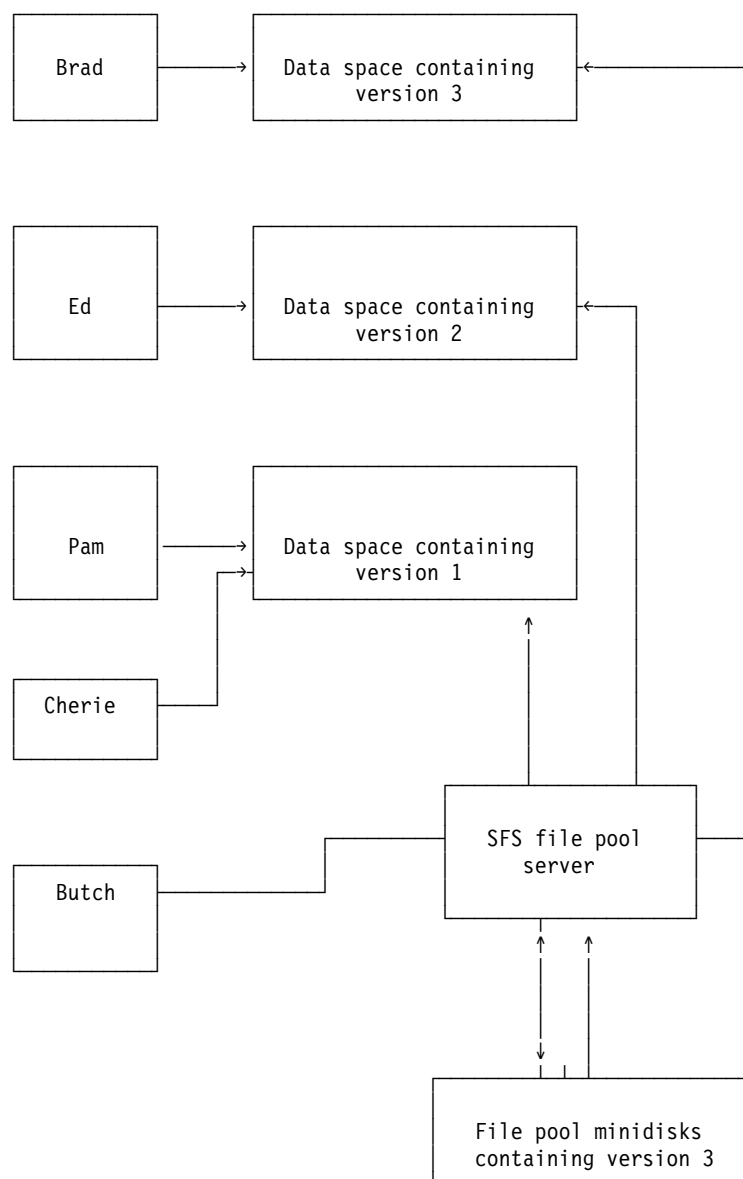 Brad
Data space containing
version 3
Ed
Data space containing
version 2
Pam
Data space containing
version 1
Cherie
SFS file pool
server
Butch
File pool minidisks
containing version 3